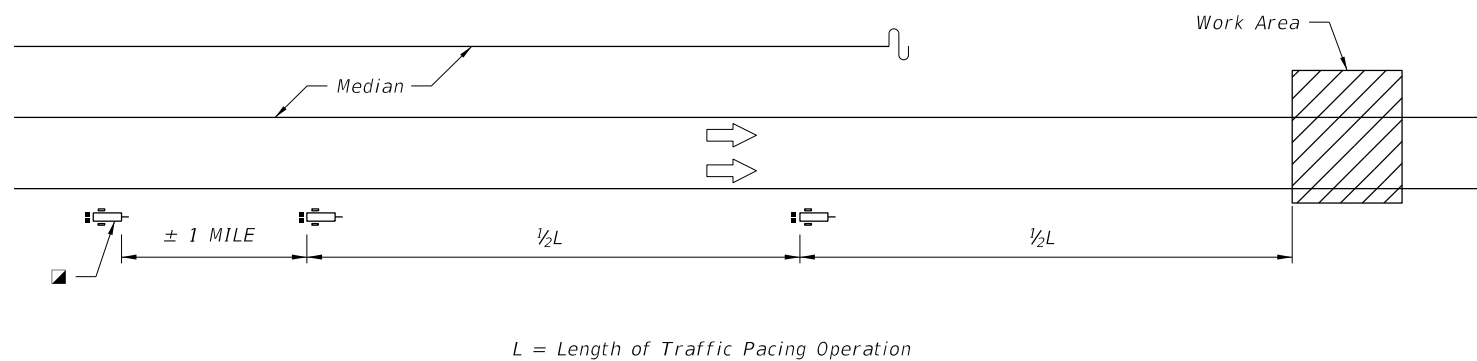 Work Area
Median
± 1 MILE
½L
½L
L = Length of Traffic Pacing Operation